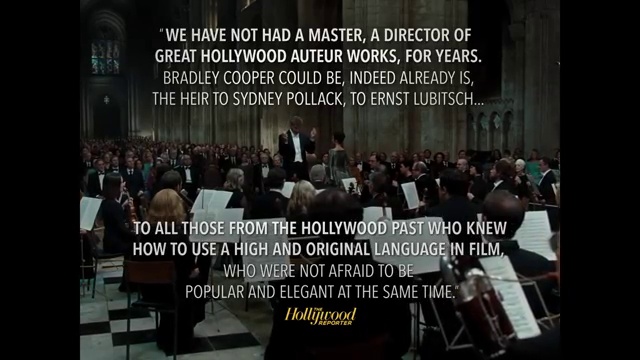 "WE HAVE NOT HAD A MASTER, A DIRECTOR OF
GREAT HOLLYWOOD AUTEUR WORKS, FOR YEARS.
BRADLEY COOPER COULD BE, INDEED ALREADY IS,
THE HEIR TO SYDNEY POLLACK, TO ERNST LUBITSCH...
TO ALL THOSE FROM THE HOLLYWOOD PAST WHO KNEW
HOW TO USE A HIGH AND ORIGINAL LANGUAGE IN FILM,
WHO WERE NOT AFRAID TO BE
POPULAR AND ELEGANT AT THE SAME TIME."
THE
Hollywood
REPORTER